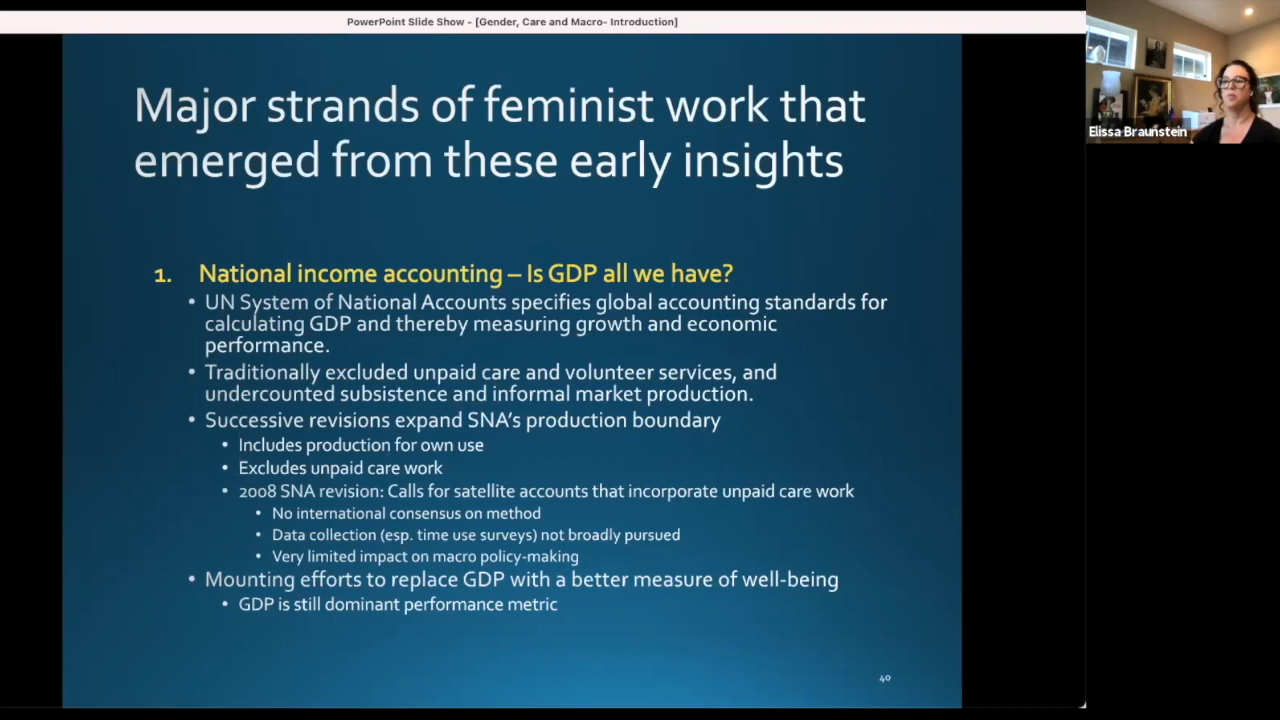 PowerPoint Slide Show - [Gender, Care and Macro- Introduction]
Elissa Braunstein
Major strands of feminist work that
emerged from these early insights
1. National income accounting – Is GDP all we have?
• UN System of National Accounts specifies global accounting standards for
calculating GDP and thereby measuring growth and economic
performance.
• Traditionally excluded unpaid care and volunteer services, and
undercounted subsistence and informal market production.
• Successive revisions expand SNA’s production boundary
• Includes production for own use
• Excludes unpaid care work
• 2008 SNA revision: Calls for satellite accounts that incorporate unpaid care work
• No international consensus on method
• Data collection (esp. time use surveys) not broadly pursued
• Very limited impact on macro policy-making
• Mounting efforts to replace GDP with a better measure of well-being
• GDP is still dominant performance metric
40